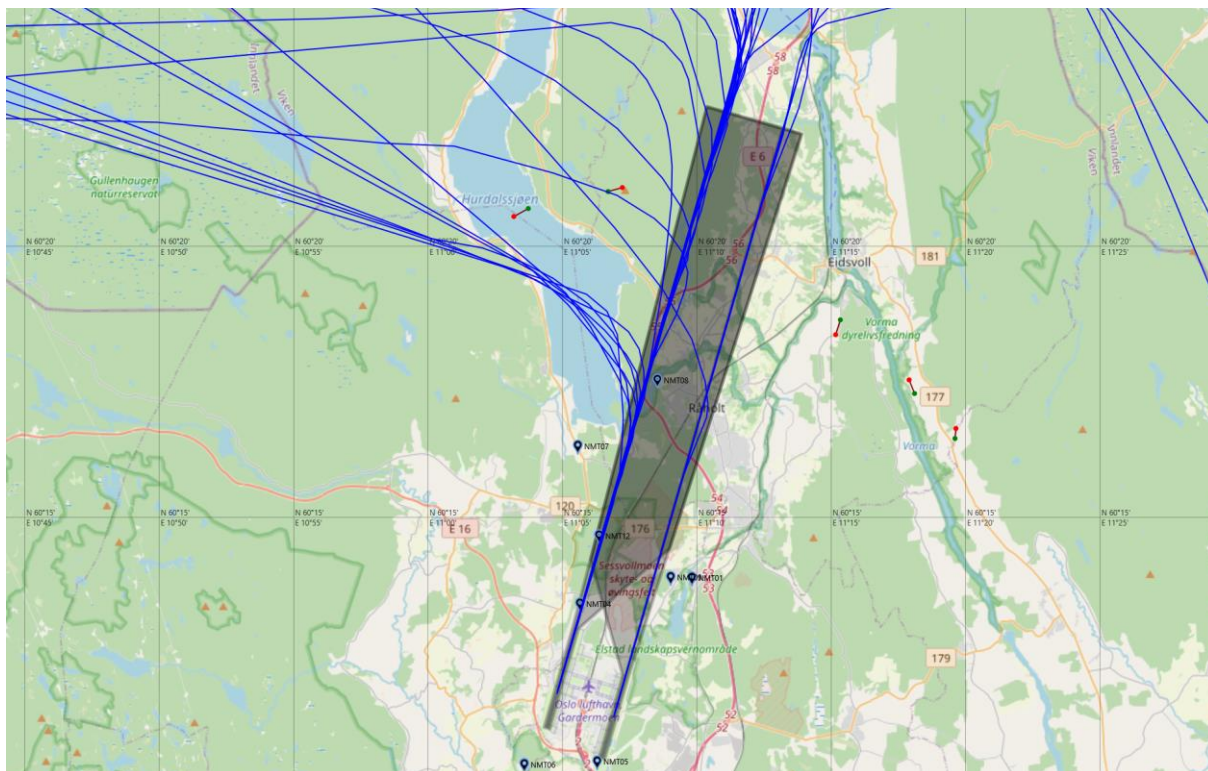 58
58
Innlandet
Viken
Innlandet
Viken
E 6
Gullenhaugen
naturreservat
Hurdalssjøen
N 60°20'
E 10°45'
N 60°20'
E 10°50'
N 60°20'
E 10°55'
N 60°20'
E 11°00'
N 60°20'
E 11°05'
N 60°20'
E 11°10'
N 60°20'
E 11°15'
N 60°20'
E 11°20'
N 60°20'
E 11°25'
56
56
181
Eidsvoll
Vorma
dyrelivsfredning
NMT08
177
Råholt
NMT07
Vorma
54
54
120
E 16
176
N 60°15'
E 10°45'
N 60°15'
E 10°50'
N 60°15'
E 10°55'
N 60°15'
E 11°00'
N 60°15'
E 11°05'
N 60°15'
E 11°10'
N 60°15'
E 11°15'
N 60°15'
E 11°20'
N 60°15'
E 11°25'
NMT12
Sessvollmoen
skyte- og
øvingsfelt
NMT01
53
53
NMT04
Elstad landskapsvernområde
179
Oslo lufthavn
Gardermoen
52
52
NMT06
NMT05